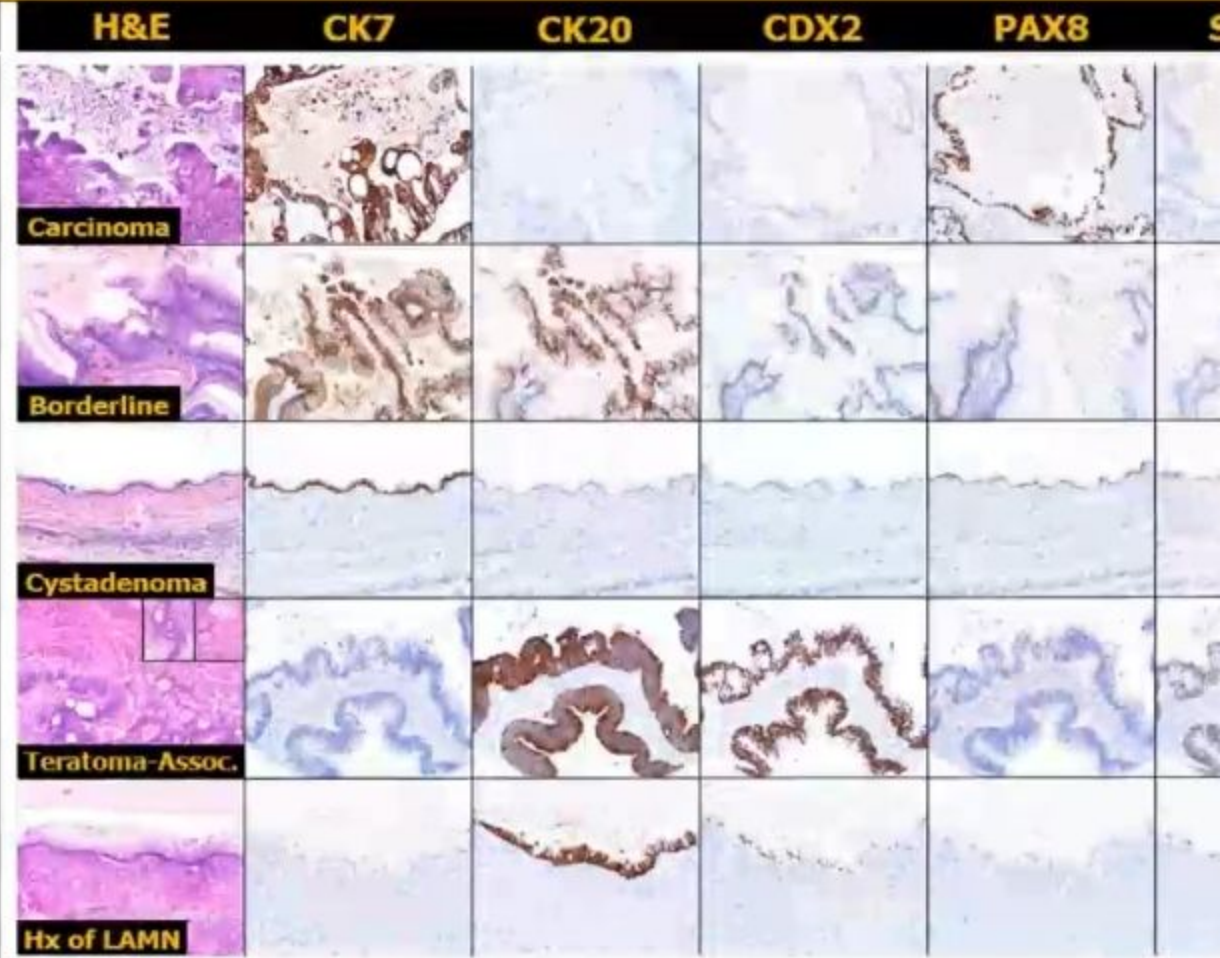 H&E CK7 CK20 CDX2 PAX8 S
Carcinoma
Borderline
Cystadenoma
Teratoma-Assoc.
Hx of LAMN